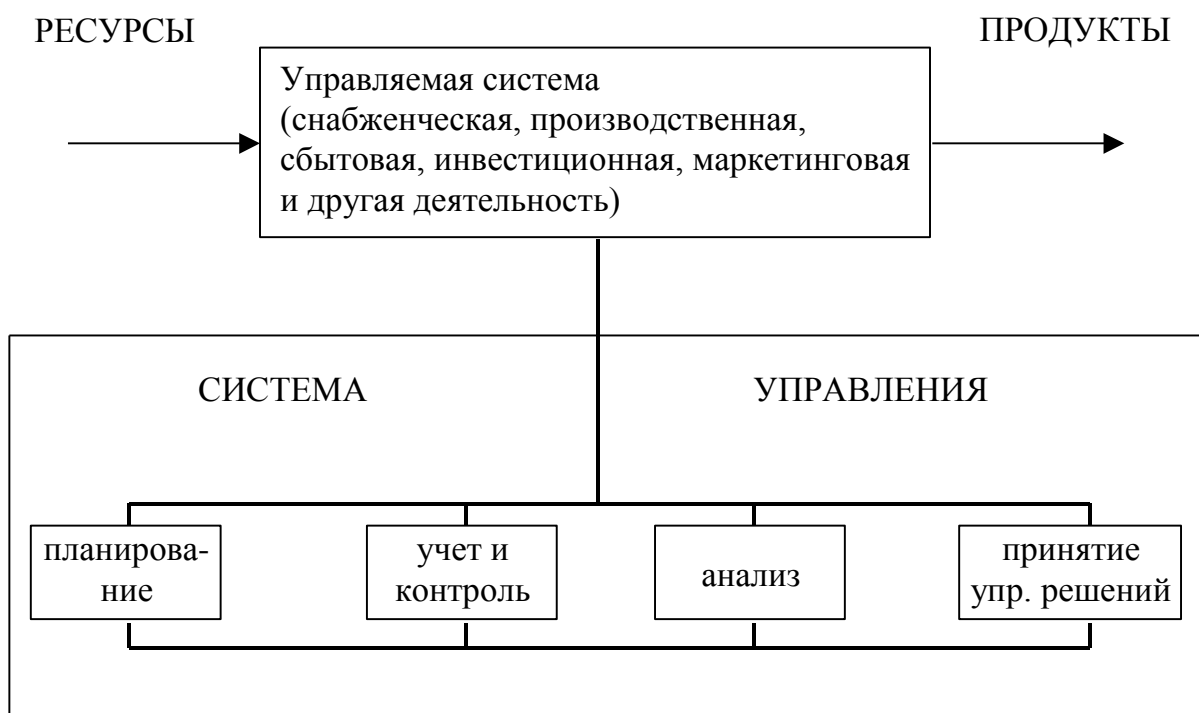 РЕСУРСЫ
ПРОДУКТЫ
Управляемая система
(снабженческая, производственная,
сбытовая, инвестиционная, маркетинговая
и другая деятельность)
СИСТЕМА
УПРАВЛЕНИЯ
планирова-
ние
учет и
контроль
анализ
принятие
упр. решений